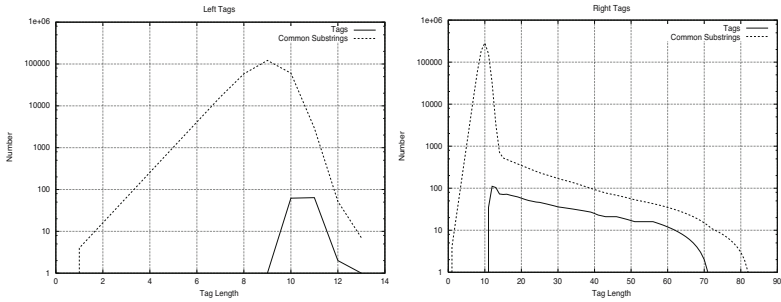 Left Tags
1e+06
100000
10000
1000
100
10
1
0 2 4 6 8 10 12 14
Number
Tag Length
Tags
Common Substrings
Right Tags
1e+06
100000
10000
1000
100
10
1
0 10 20 30 40 50 60 70 80 90
Number
Tag Length
Tags
Common Substrings